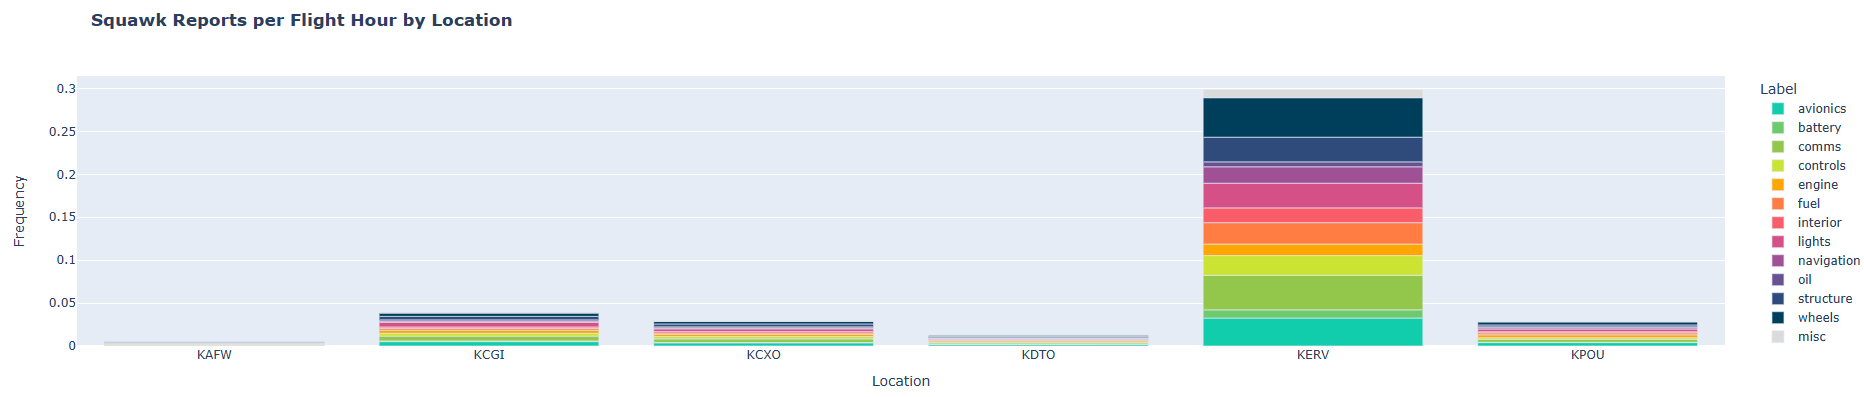 Squawk Reports per Flight Hour by Location
Frequency
0.3
0.25
0.2
0.15
0.1
0.05
0
KAFW
KCGI
KCXO
KDTO
KERV
KPOU
Location
Label
avionics
battery
comms
controls
engine
fuel
interior
lights
navigation
oil
structure
wheels
misc